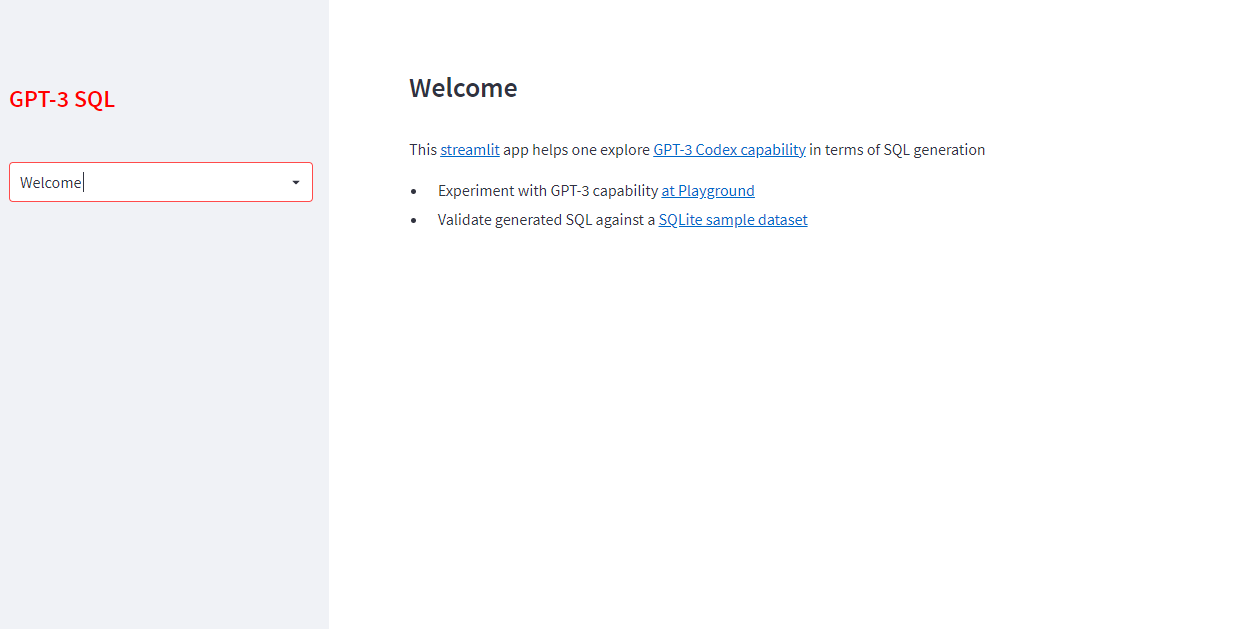 GPT-3 SQL
Welcome
Welcome
This streamlit app helps one explore GPT-3 Codex capability in terms of SQL generation
• Experiment with GPT-3 capability at Playground
• Validate generated SQL against a SQLite sample dataset